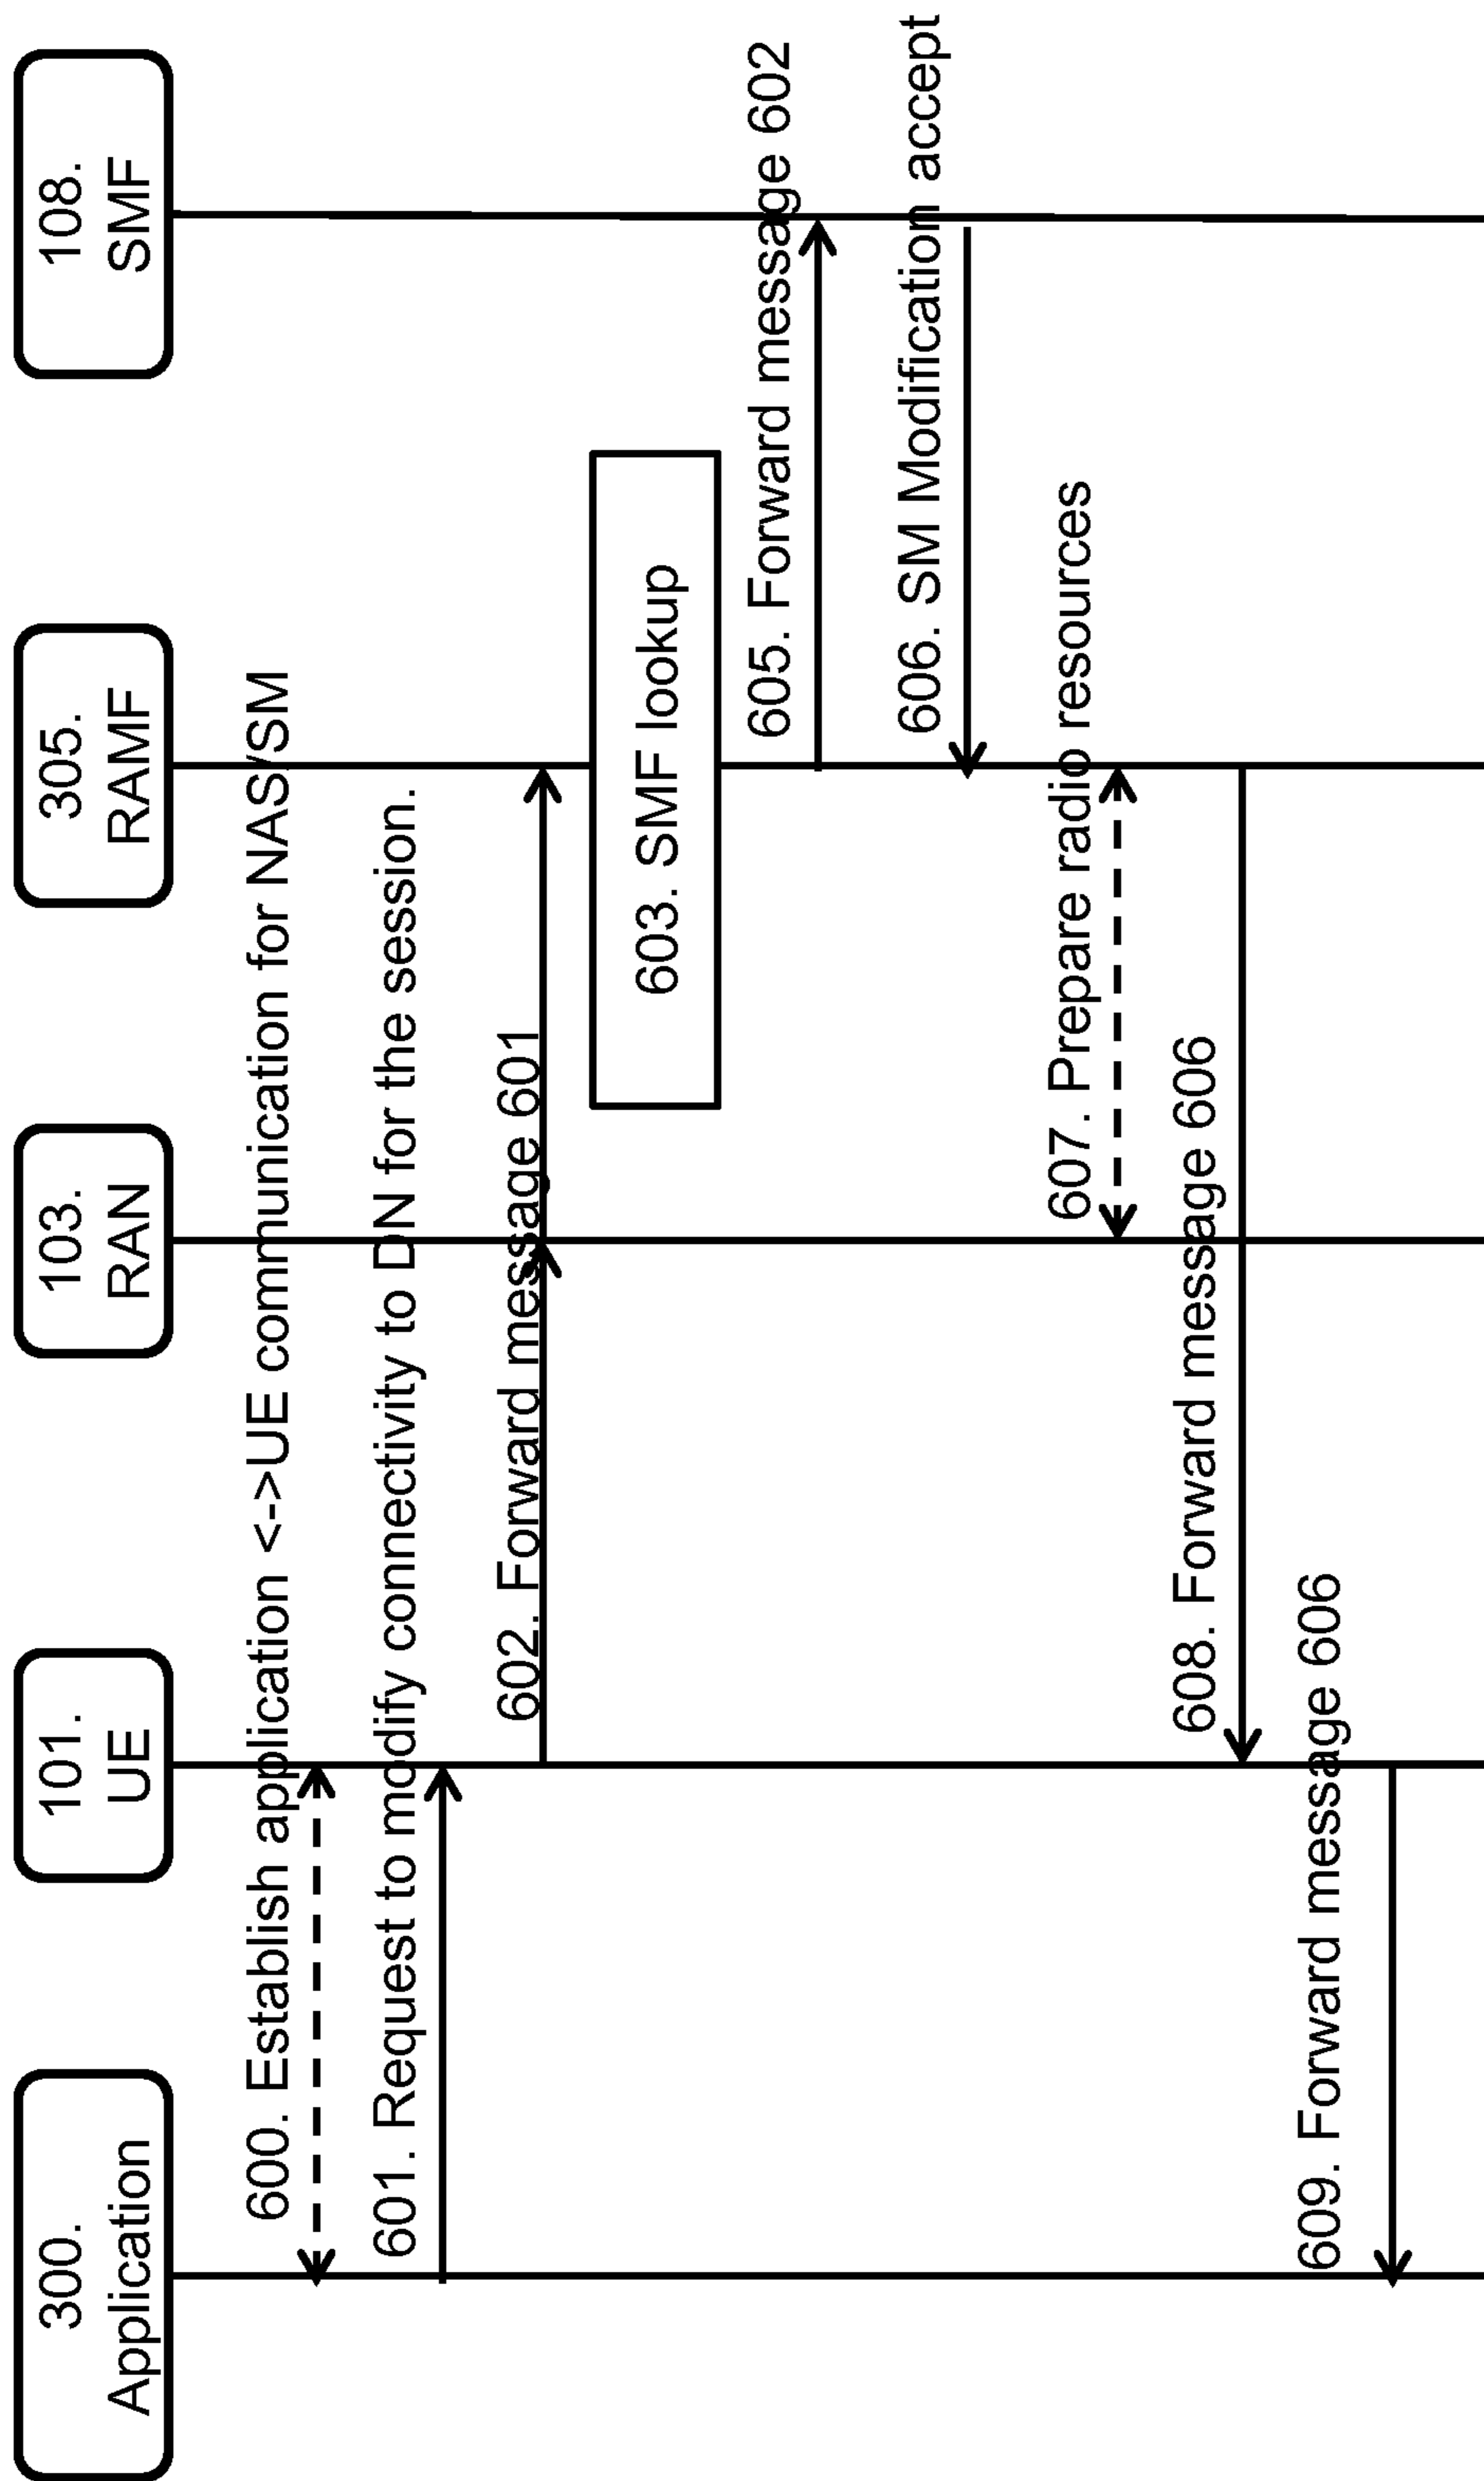 300.
Application
101.
UE
103.
RAN
305.
RAMF
108.
SMF
600. Establish application <->UE communication for NAS/SM
601. Request to modify connectivity to DN for the session.
602. Forward message 601
603. SMF lookup
605. Forward message 602
606. SM Modification accept
607. Prepare radio resources
608. Forward message 606
609. Forward message 606